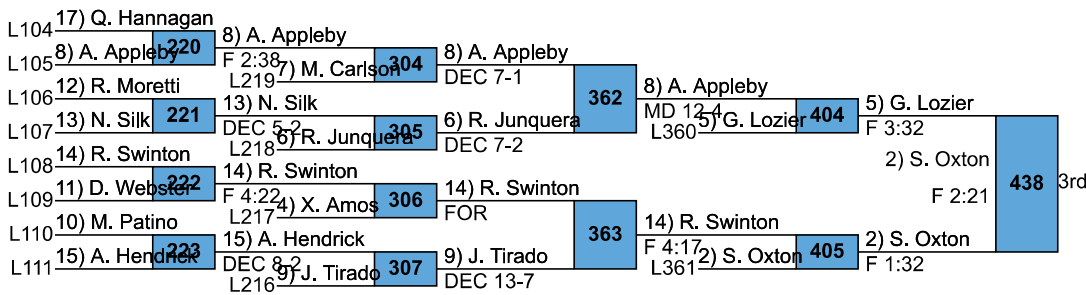 L104 17) Q. Hannagan
220
L105 8) A. Appleby
8) A. Appleby
F 2:38
304
L219 7) M. Carlson
8) A. Appleby
DEC 7-1
L106 12) R. Moretti
221
L107 13) N. Silk
13) N. Silk
DEC 5-2
305
L218 6) R. Junquera
6) R. Junquera
DEC 7-2
362
8) A. Appleby
MD 12-4
404
L360 5) G. Lozier
5) G. Lozier
F 3:32
L108 14) R. Swinton
222
L109 11) D. Webster
14) R. Swinton
F 4:22
306
L217 4) X. Amos
14) R. Swinton
FOR
L110 10) M. Patino
223
L111 15) A. Hendrick
15) A. Hendrick
DEC 8-2
307
L216 9) J. Tirado
9) J. Tirado
DEC 13-7
363
14) R. Swinton
F 4:17
405
L361 2) S. Oxton
2) S. Oxton
F 1:32
2) S. Oxton
F 2:21
438
3rd